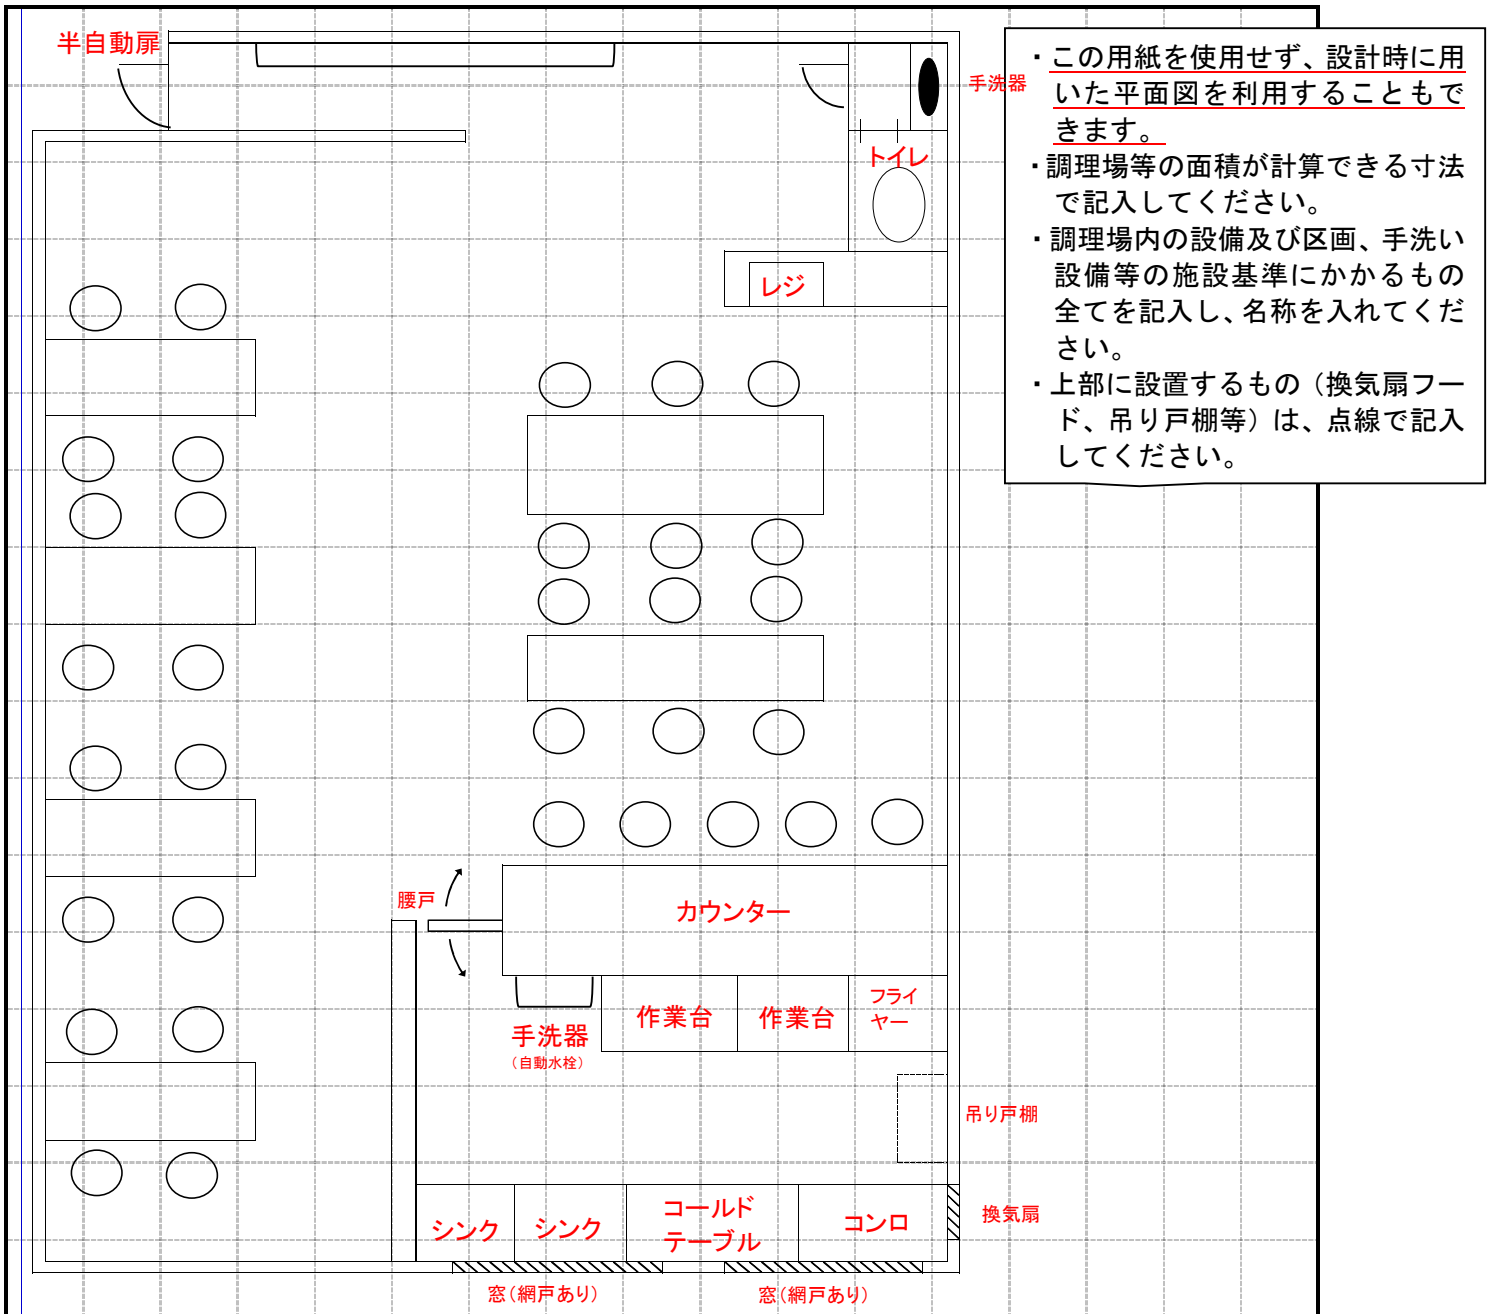 半自動扉
手洗器
・この用紙を使用せず、設計時に用
いた平面図を利用することもで
きます。
・調理場等の面積が計算できる寸法
で記入してください。
・調理場内の設備及び区画、手洗い
設備等の施設基準にかかるもの
全てを記入し、名称を入れてくだ
さい。
・上部に設置するもの（換気扇フー
ド、吊り戸棚等）は、点線で記入
してください。
トイレ
レジ
腰戸
カウンター
手洗器
（自動水栓）
作業台
作業台
フライ
ヤー
吊り戸棚
シンク
シンク
コールド
テーブル
コンロ
換気扇
窓（網戸あり）
窓（網戸あり）